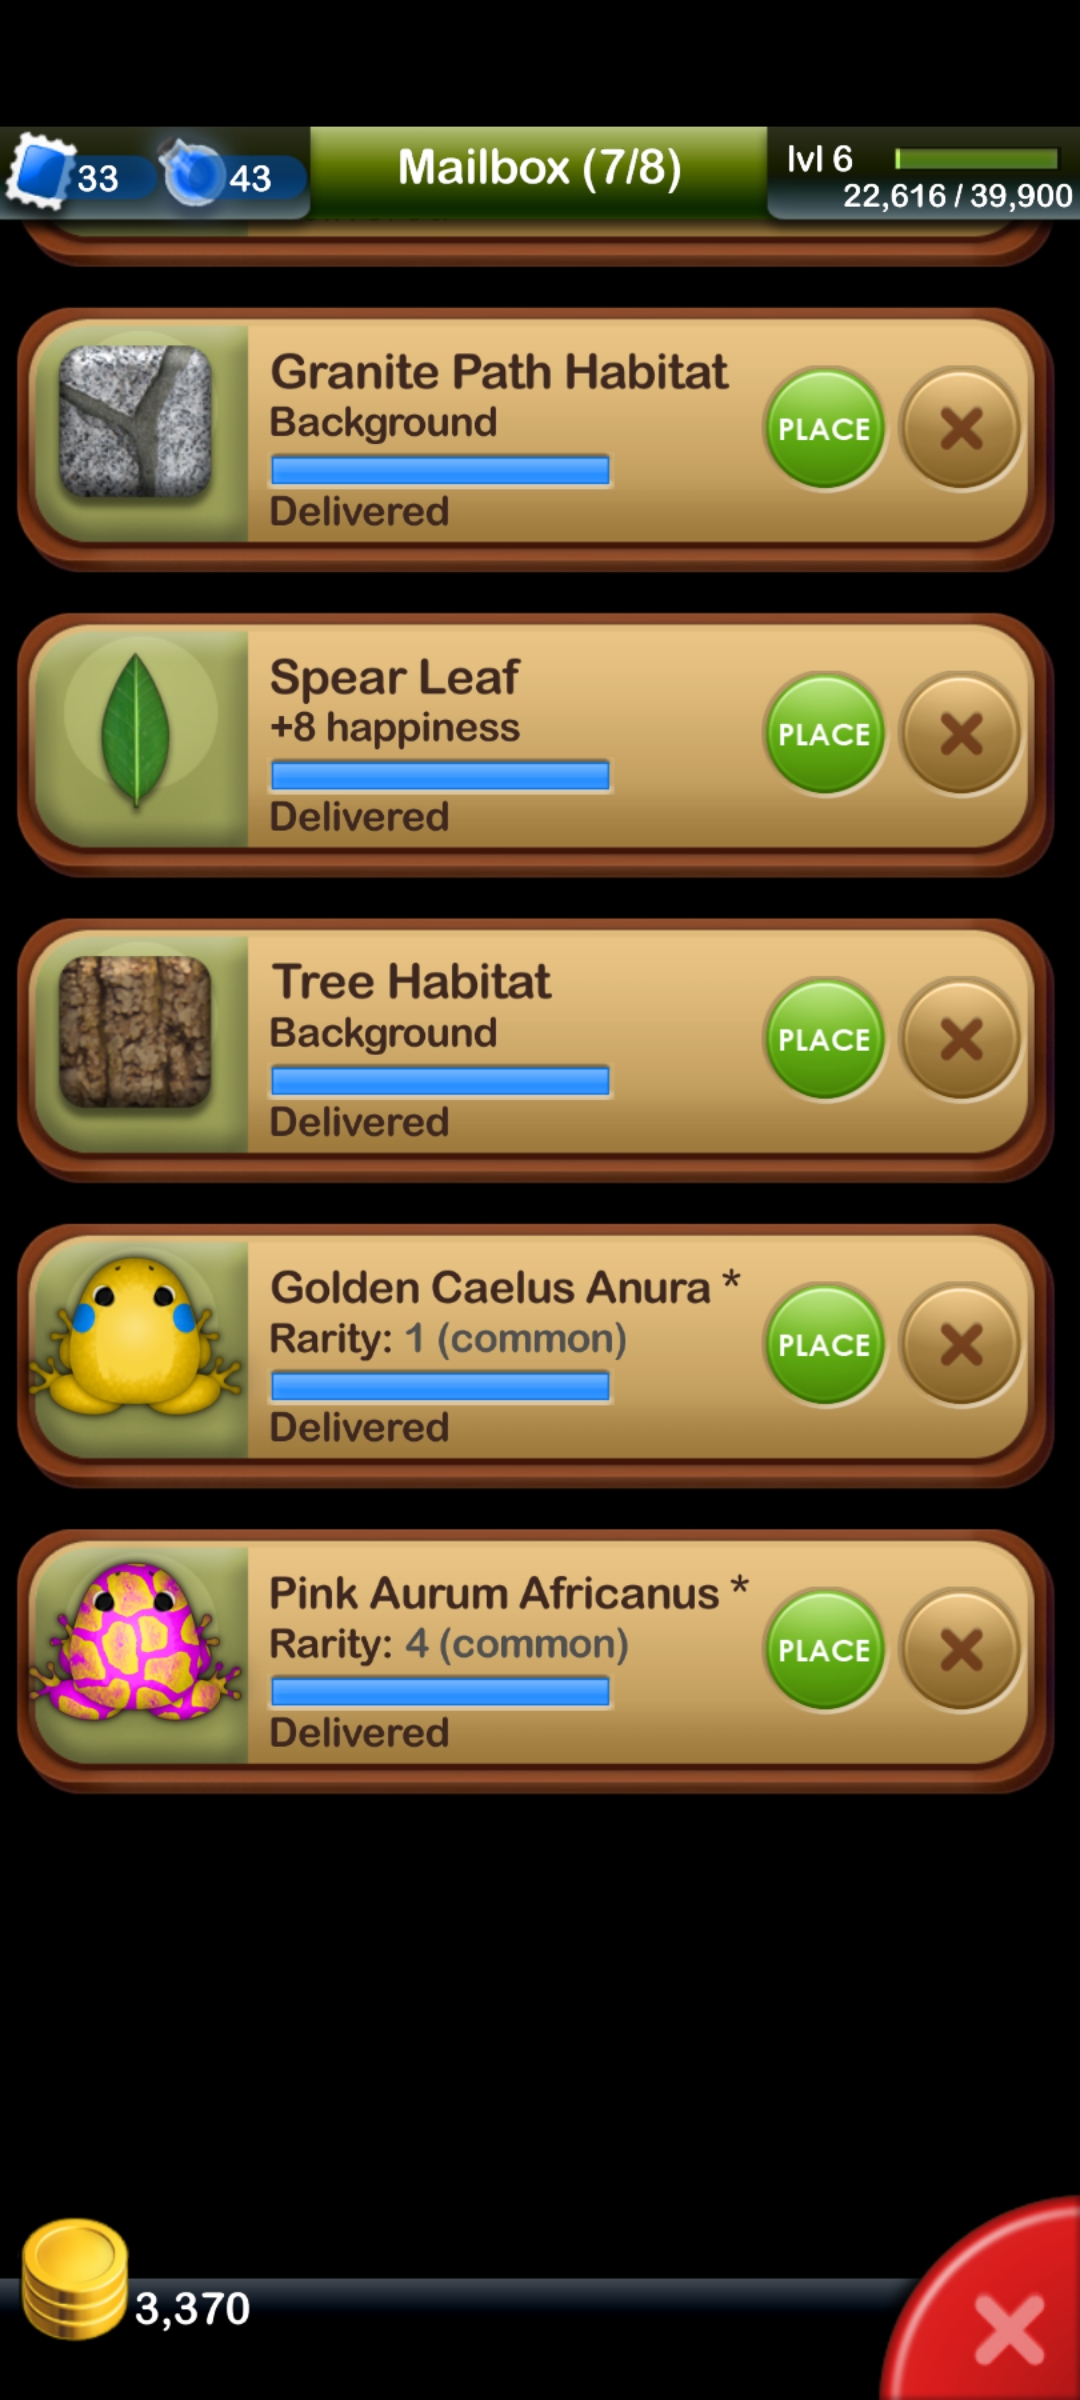 33
43
Mailbox (7/8)
lvl 6
22,616 / 39,900
Granite Path Habitat
Background
PLACE
Delivered
Spear Leaf
+8 happiness
PLACE
Delivered
Tree Habitat
Background
PLACE
Delivered
Golden Caelus Anura *
Rarity: 1 (common)
PLACE
Delivered
Pink Aurum Africanus *
Rarity: 4 (common)
PLACE
Delivered
3,370